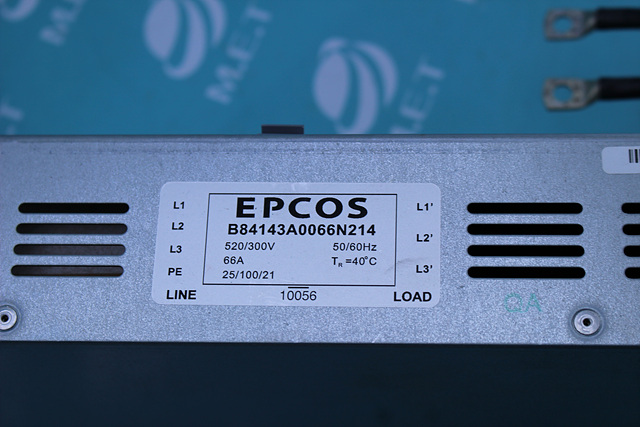 M.E.T
M.E.T
EPCOS
B84143A0066N214
520/300V 50/60Hz
66A TR =40°C
25/100/21
L1 L1'
L2 L2'
L3 L3'
PE
LINE 10056 LOAD
QA